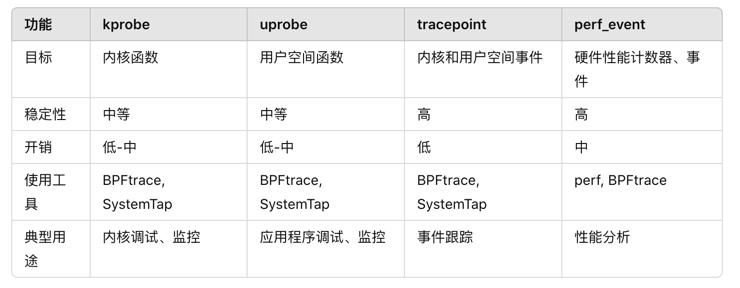 功能 kprobe uprobe tracepoint perf_event
目标 内核函数 用户空间函数 内核和用户空间事件 硬件性能计数器、事
件
稳定性 中等 中等 高 高
开销 低-中 低-中 低 中
使用工 BPFtrace, BPFtrace, BPFtrace, perf, BPFtrace
具 SystemTap SystemTap SystemTap
典型用 内核调试、监控 应用程序调试、监控 事件跟踪 性能分析
途